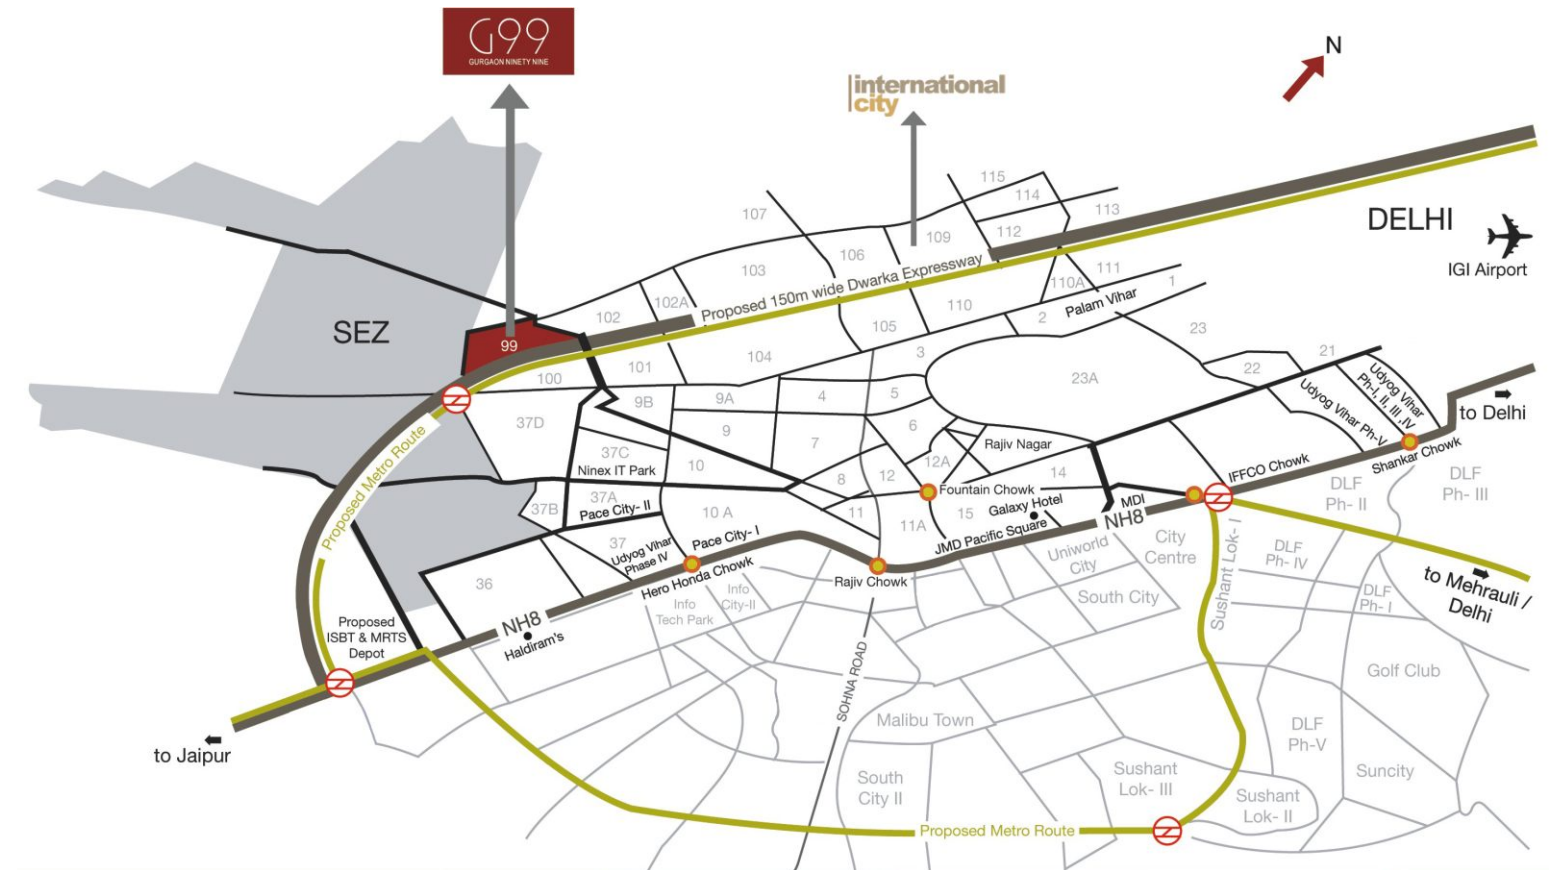 G99
GURGAON NINETY NINE
international
city
N
DELHI
IGI Airport
SEZ
115
114
113
112
107
109
106
103
111
110A
110
1
102A
102
Proposed 150m wide Dwarka Expressway
Palam Vihar
2
105
23
99
104
101
100
3
21
22
23A
Udyog Vihar
Ph-I, II, III ,IV
Udyog Vihar Ph-V
to Delhi
9B
9A
4
5
37D
9
6
7
Rajiv Nagar
Shankar Chowk
37C
Ninex IT Park
10
12A
12
8
14
IFFCO Chowk
DLF
Ph- III
DLF
Ph- II
Proposed Metro Route
37A
Pace City- II
37B
Fountain Chowk
Galaxy Hotel
MDI
10 A
11
11A
15
NH8
JMD Pacific Square
37
Udyog Vihar
Phase IV
Pace City- I
Uniworld
City
City
Centre
Sushant Lok- I
DLF
Ph- IV
36
Hero Honda Chowk
Rajiv Chowk
to Mehrauli /
Delhi
DLF
Ph- I
South City
Info
City-II
Info
Tech Park
NH8
Haldiram's
Proposed
ISBT & MRTS
Depot
SOHNA ROAD
Golf Club
Malibu Town
DLF
Ph-V
to Jaipur
South
City II
Sushant
Lok- III
Suncity
Sushant
Lok- II
Proposed Metro Route